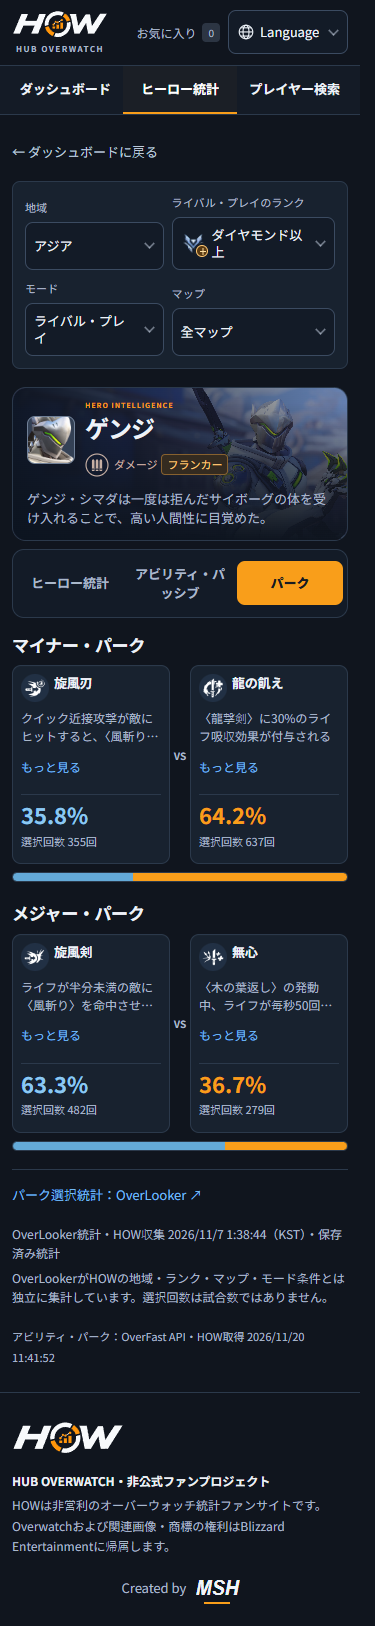 HOW
HUB OVERWATCH
お気に入り 0
Language
ダッシュボード ヒーロー統計 プレイヤー検索
← ダッシュボードに戻る
地域
ライバル・プレイのランク
アジア
ダイヤモンド以
上
モード
マップ
ライバル・プレ
イ
全マップ
HERO INTELLIGENCE
ゲンジ
ダメージ フランカー
ゲンジ・シマダは一度は拒んだサイボーグの体を受
け入れることで、高い人間性に目覚めた。
ヒーロー統計
アビリティ・パ
ッシブ
パーク
マイナー・パーク
旋風刃
クイック近接攻撃が敵に
ヒットすると、〈風斬り…
もっと見る
35.8%
選択回数 355回
VS
龍の飢え
〈龍撃剣〉に30%のライ
フ吸収効果が付与される
もっと見る
64.2%
選択回数 637回
メジャー・パーク
旋風剣
ライフが半分未満の敵に
〈風斬り〉を命中させ…
もっと見る
63.3%
選択回数 482回
VS
無心
〈木の葉返し〉の発動
中、ライフが毎秒50回…
もっと見る
36.7%
選択回数 279回
パーク選択統計：OverLooker ↗
OverLooker統計・HOW収集 2026/11/7 1:38:44（KST）・保存
済み統計
OverLookerがHOWの地域・ランク・マップ・モード条件とは
独立に集計しています。選択回数は試合数ではありません。
アビリティ・パーク：OverFast API・HOW取得 2026/11/20
11:41:52
HOW
HUB OVERWATCH・非公式ファンプロジェクト
HOWは非営利のオーバーウォッチ統計ファンサイトです。
Overwatchおよび関連画像・商標の権利はBlizzard
Entertainmentに帰属します。
Created by MSH